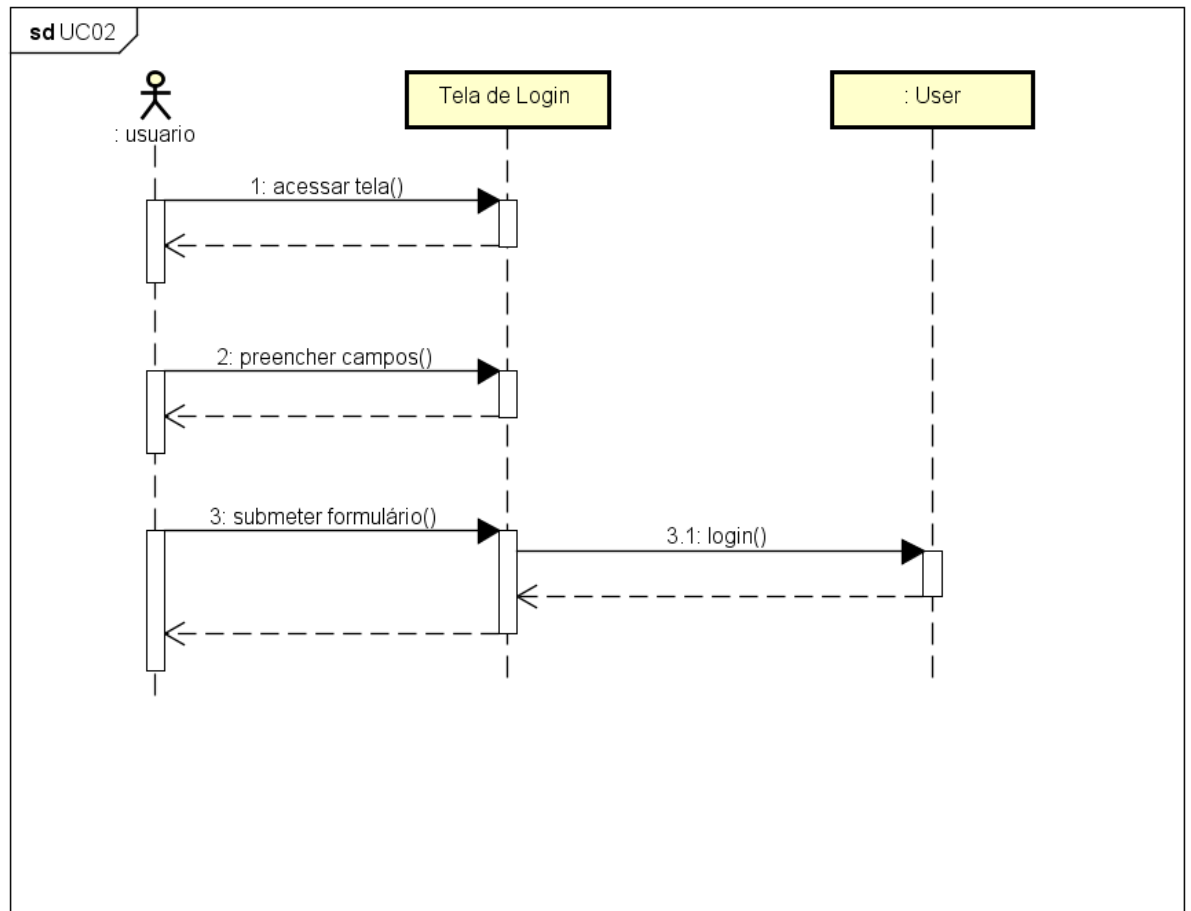 sd UC02
: usuario
Tela de Login
: User
1: acessar tela()
2: preencher campos()
3: submeter formulário()
3.1: login()